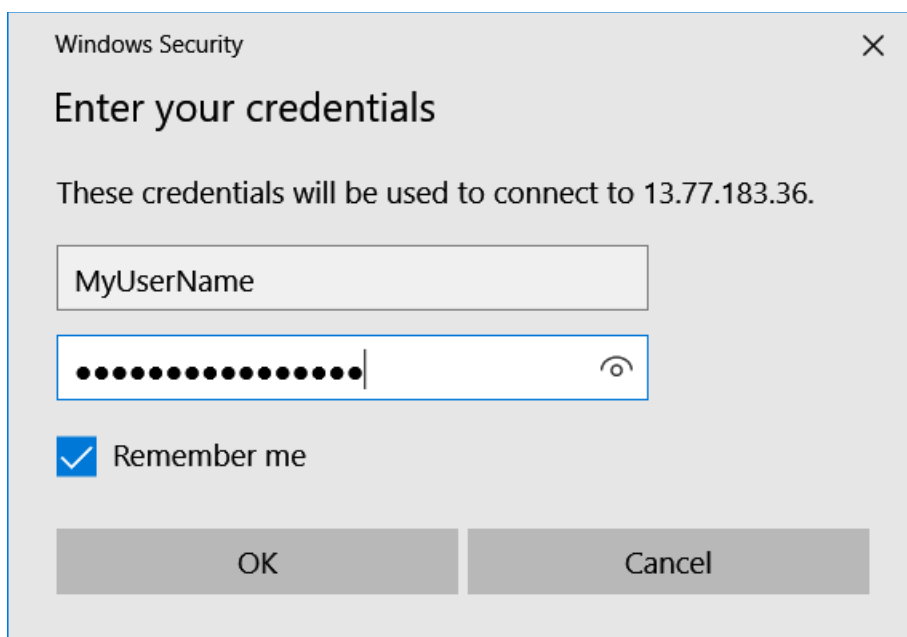 Windows Security
Enter your credentials
These credentials will be used to connect to 13.77.183.36.
MyUserName
••••••••••••••••
Remember me
OK
Cancel